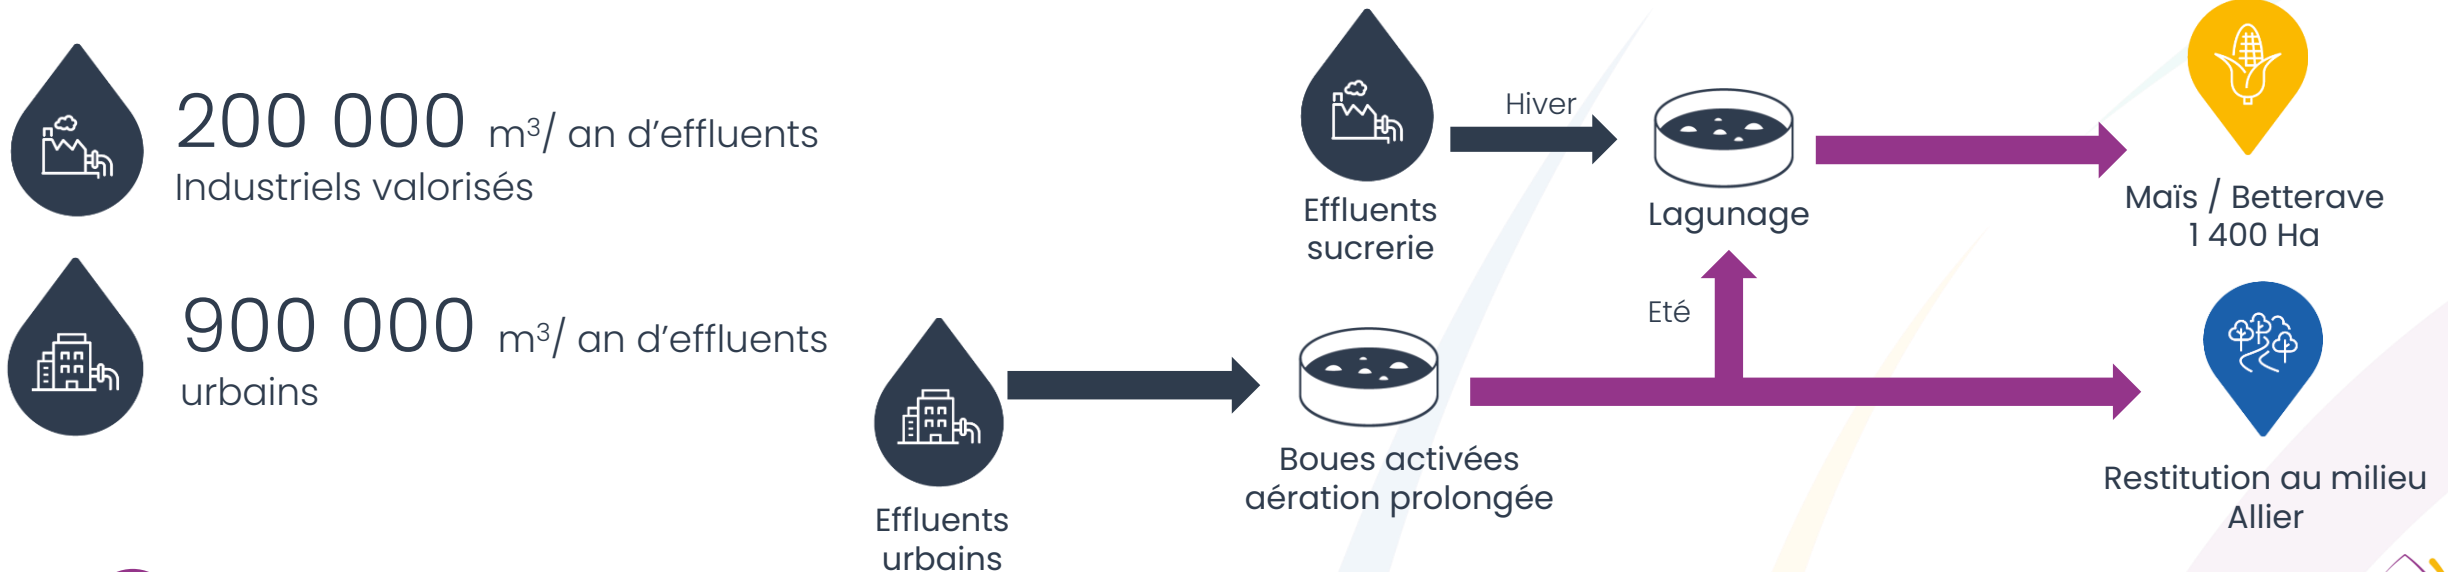 200 000 m³/ an d’effluents
Industriels valorisés
900 000 m³/ an d’effluents
urbains
Effluents
urbains
Effluents
sucrerie
Hiver
Lagunage
Eté
Boues activées
aération prolongée
Maïs / Betterave
1 400 Ha
Restitution au milieu
Allier